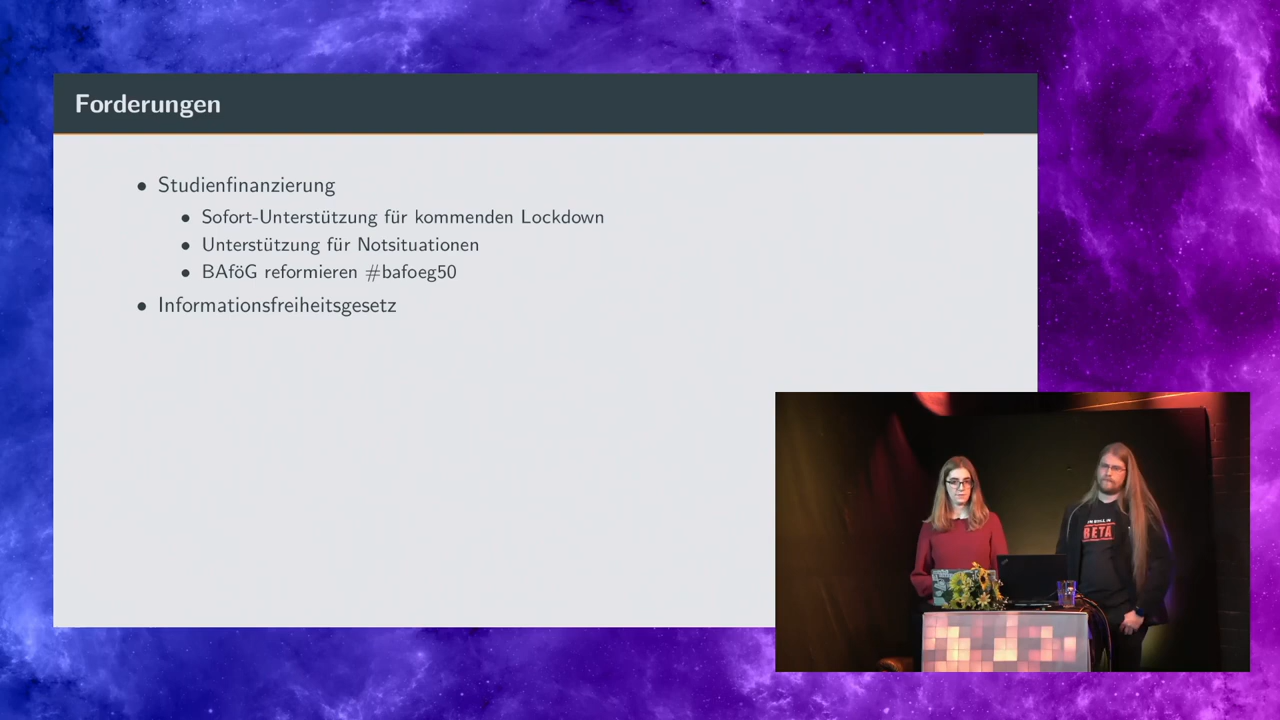 Forderungen
• Studienfinanzierung
• Sofort-Unterstützung für kommenden Lockdown
• Unterstützung für Notsituationen
• BAföG reformieren #bafoeg50
• Informationsfreiheitsgesetz
BETA